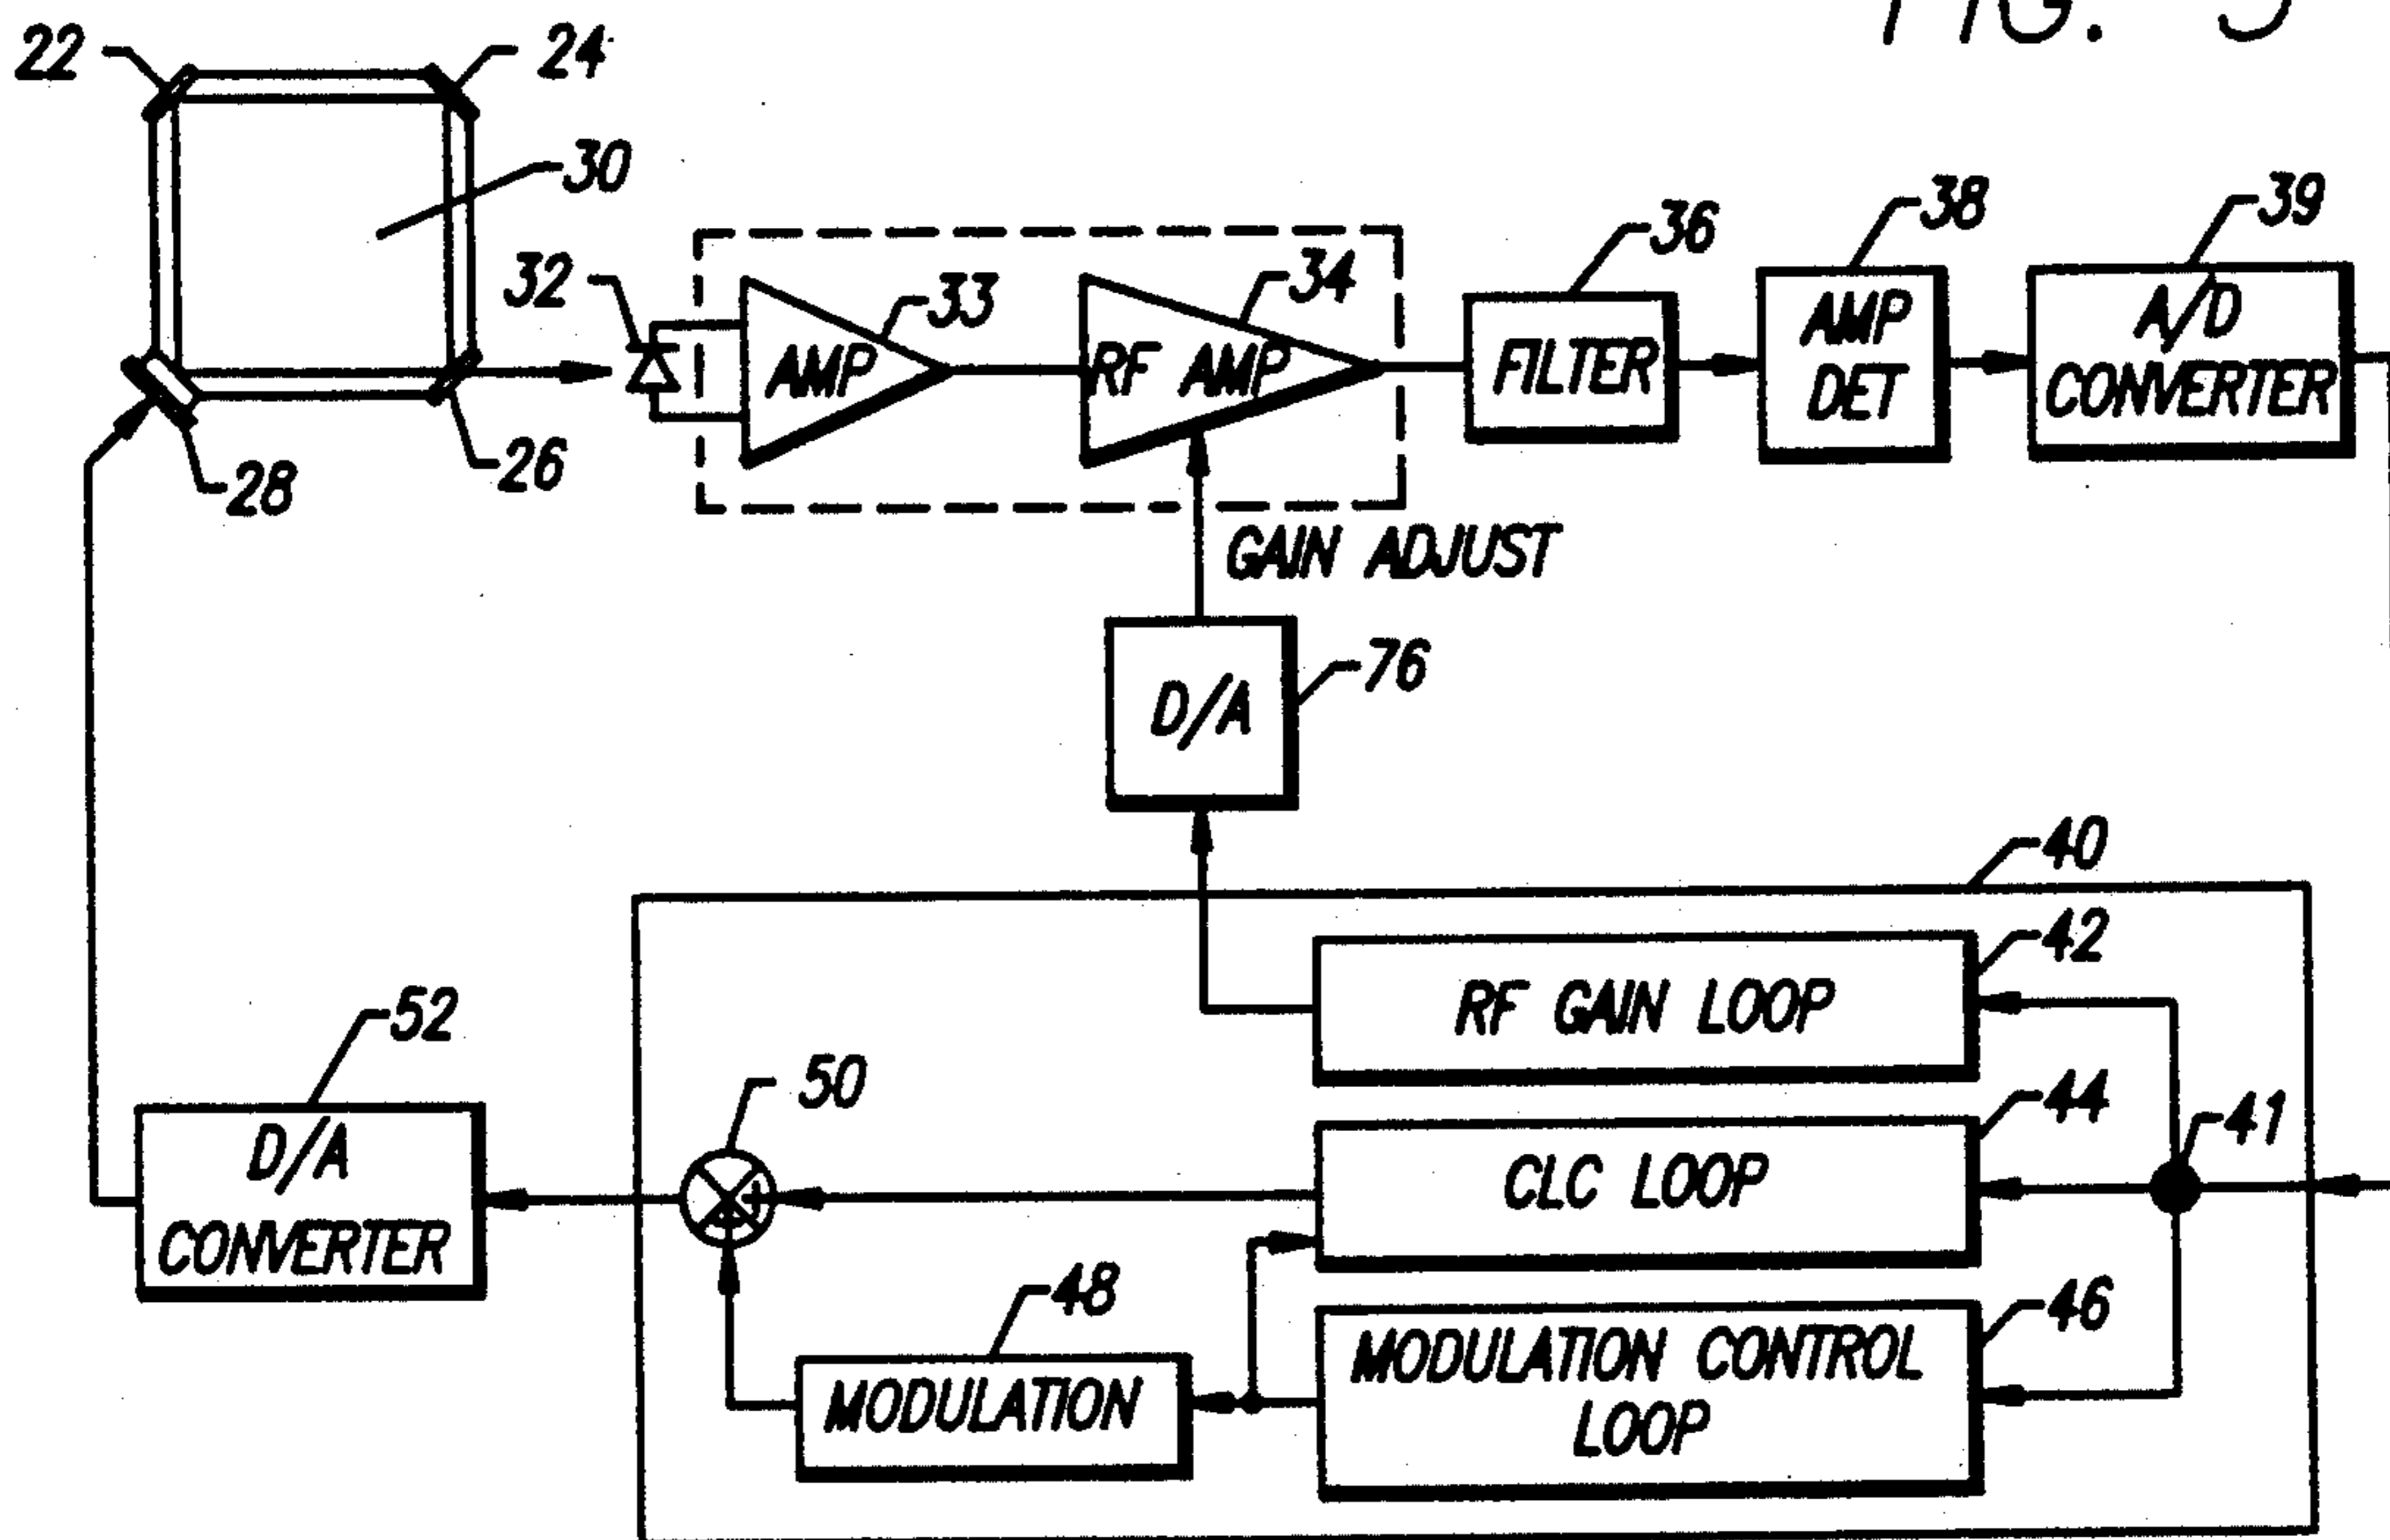 FIG. 3
22
24
30
32
33
34
36
38
39
AMP
RF AMP
FILTER
AMP
DET
A/D
CONVERTER
28
26
GAIN ADJUST
D/A
76
40
42
RF GAIN LOOP
52
50
44
41
D/A
CONVERTER
CLC LOOP
48
46
MODULATION
MODULATION CONTROL
LOOP